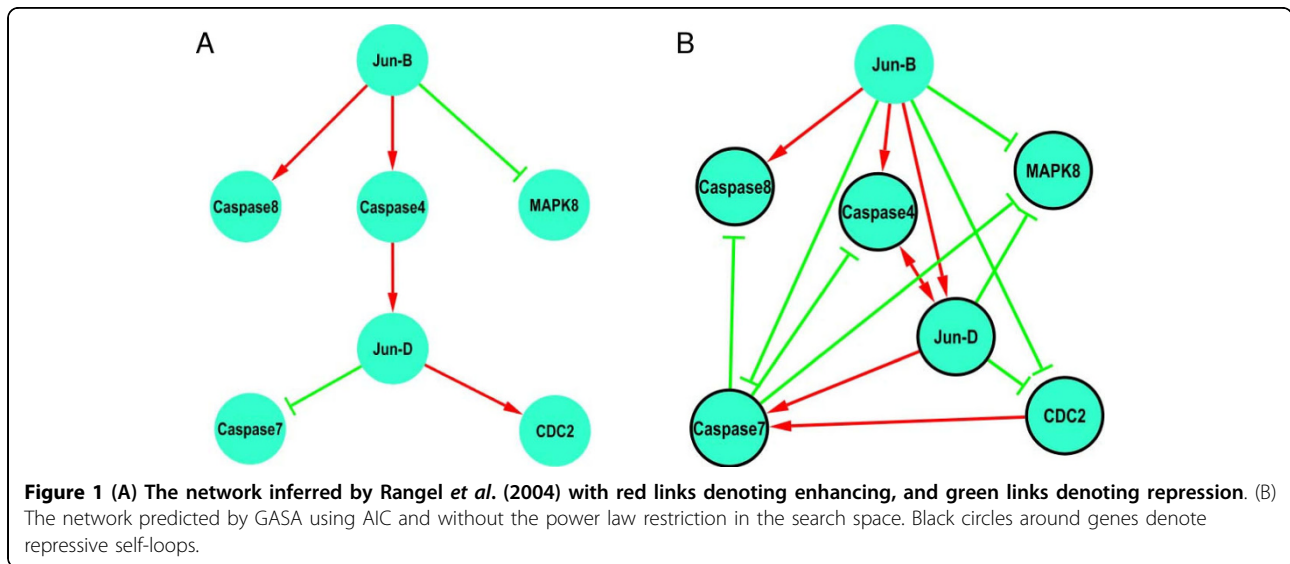 A
B
Jun-B
Jun-B
Caspase8
Caspase4
MAPK8
Caspase8
Caspase4
MAPK8
Jun-D
Jun-D
Caspase7
CDC2
Caspase7
CDC2
Figure 1 (A) The network inferred by Rangel et al. (2004) with red links denoting enhancing, and green links denoting repression. (B)
The network predicted by GASA using AIC and without the power law restriction in the search space. Black circles around genes denote
repressive self-loops.